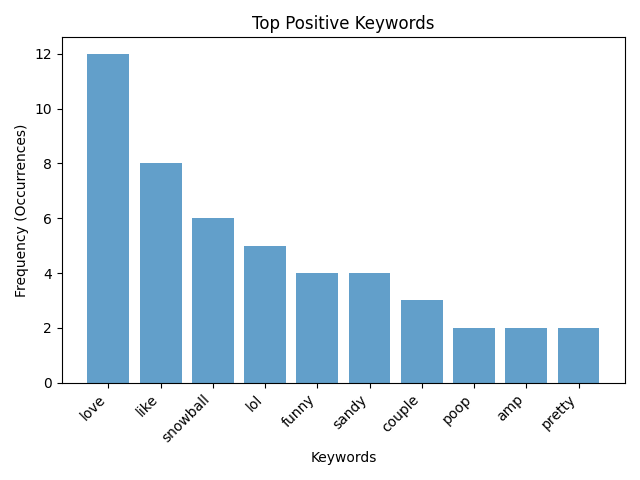 Top Positive Keywords
Frequency (Occurrences)
12
10
8
6
4
2
0
love
like
snowball
lol
funny
sandy
couple
poop
amp
pretty
Keywords